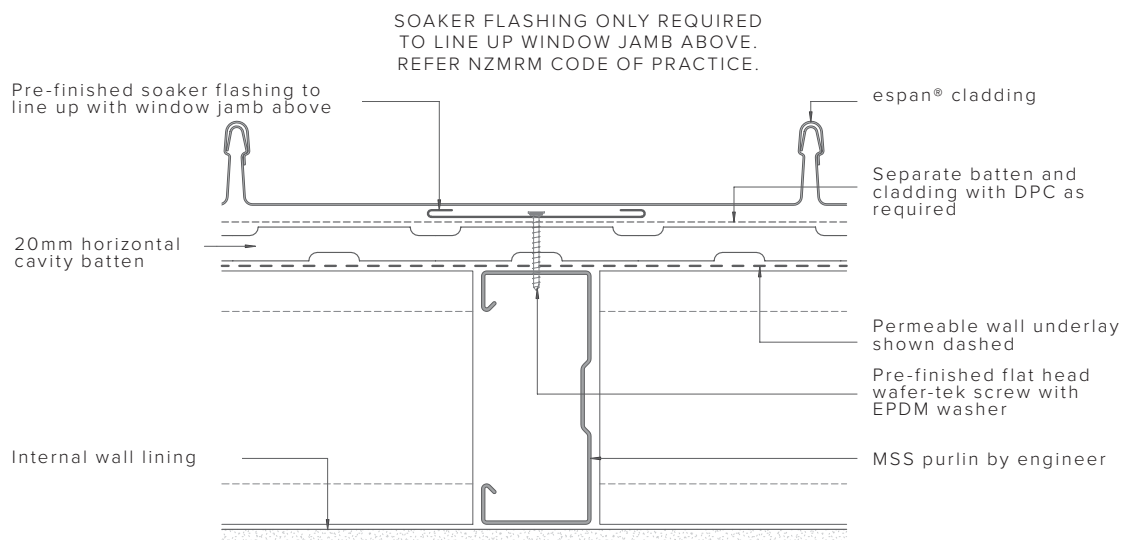 SOAKER FLASHING ONLY REQUIRED
TO LINE UP WINDOW JAMB ABOVE.
REFER NZMRM CODE OF PRACTICE.
Pre-finished soaker flashing to
line up with window jamb above
espan® cladding
Separate batten and
cladding with DPC as
required
20mm horizontal
cavity batten
Permeable wall underlay
shown dashed
Pre-finished flat head
wafer-tek screw with
EPDM washer
Internal wall lining
MSS purlin by engineer